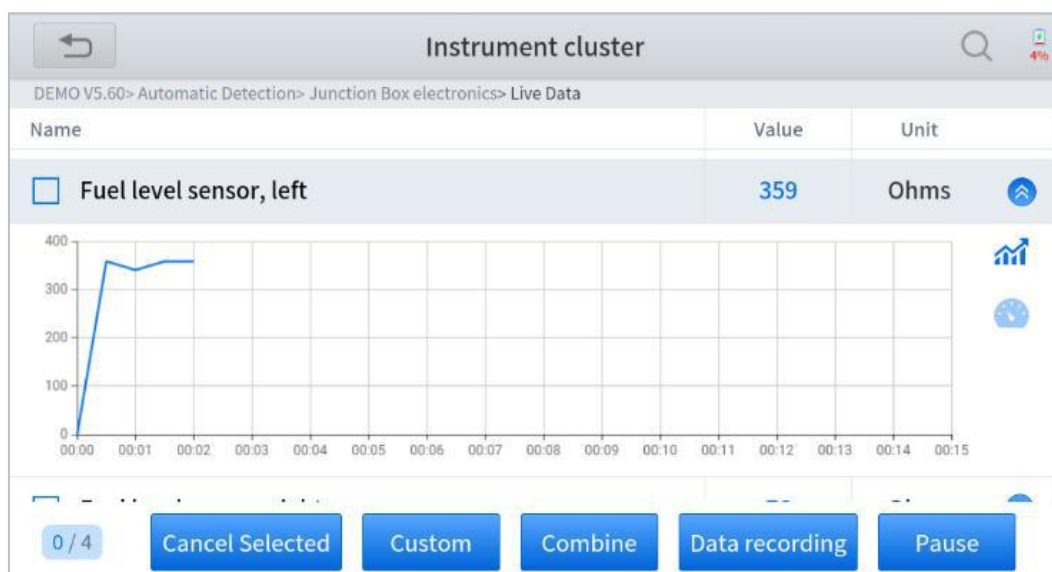 Instrument cluster
4%
DEMO V5.60> Automatic Detection> Junction Box electronics> Live Data
Name Value Unit
Fuel level sensor, left 359 Ohms
400
300
200
100
0
00:00 00:01 00:02 00:03 00:04 00:05 00:06 00:07 00:08 00:09 00:10 00:11 00:12 00:13 00:14 00:15
0 / 4 Cancel Selected Custom Combine Data recording Pause